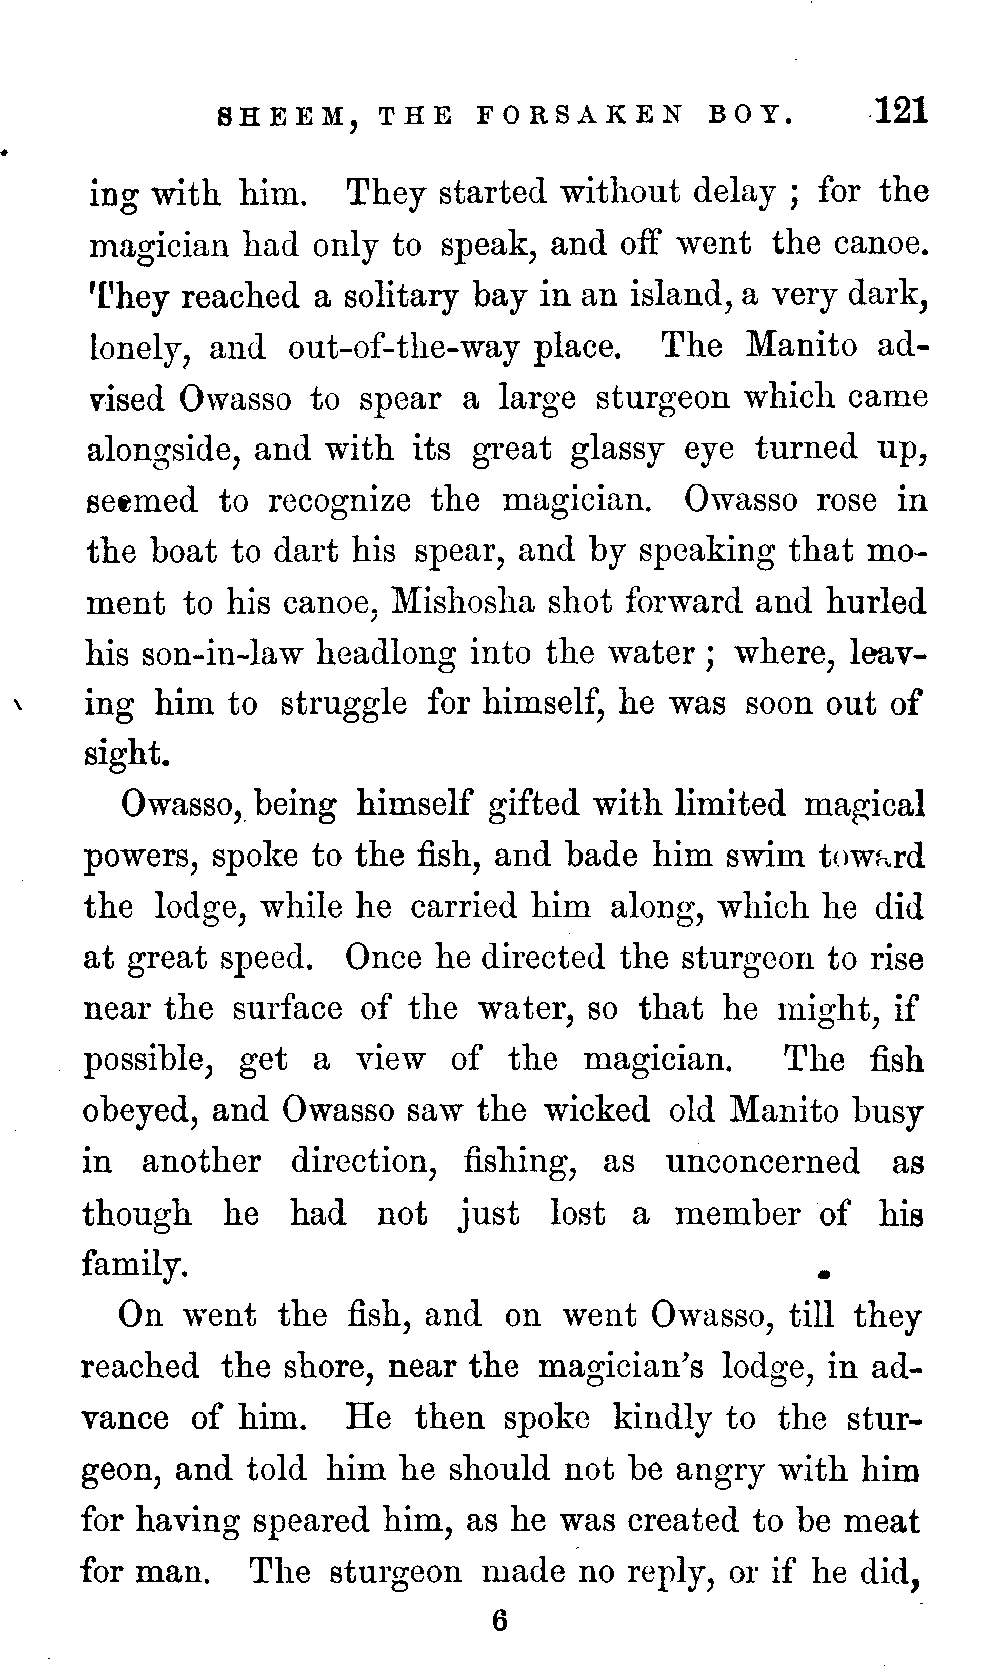 SHEEM, THE FORSAKEN BOY. 121
ing with him. They started without delay ; for the
magician had only to speak, and off went the canoe.
They reached a solitary bay in an island, a very dark,
lonely, and out-of-the-way place. The Manito ad-
vised Owasso to spear a large sturgeon which came
alongside, and with its great glassy eye turned up,
seemed to recognize the magician. Owasso rose in
the boat to dart his spear, and by speaking that mo-
ment to his canoe, Mishosha shot forward and hurled
his son-in-law headlong into the water ; where, leav-
ing him to struggle for himself, he was soon out of
sight.
Owasso, being himself gifted with limited magical
powers, spoke to the fish, and bade him swim toward
the lodge, while he carried him along, which he did
at great speed. Once he directed the sturgeon to rise
near the surface of the water, so that he might, if
possible, get a view of the magician. The fish
obeyed, and Owasso saw the wicked old Manito busy
in another direction, fishing, as unconcerned as
though he had not just lost a member of his
family.
On went the fish, and on went Owasso, till they
reached the shore, near the magician's lodge, in ad-
vance of him. He then spoke kindly to the stur-
geon, and told him he should not be angry with him
for having speared him, as he was created to be meat
for man. The sturgeon made no reply, or if he did,
6